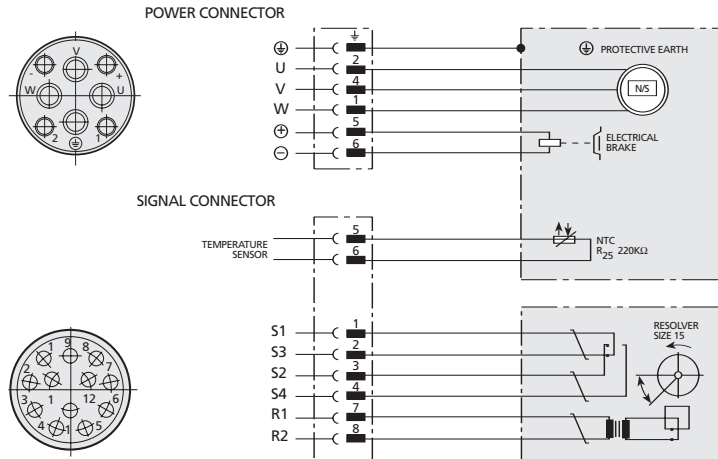 POWER CONNECTOR
V
- +
W U
2 1
U 2
V 4
W 1
5
6
PROTECTIVE EARTH
N/S
ELECTRICAL
BRAKE
SIGNAL CONNECTOR
TEMPERATURE
SENSOR
5
6
NTC
R25 220KΩ
S1 1
S3 2
S2 3
S4 4
R1 7
R2 8
RESOLVER
SIZE 15
9
1 8
2 7
3 1 12 6
4 1 5